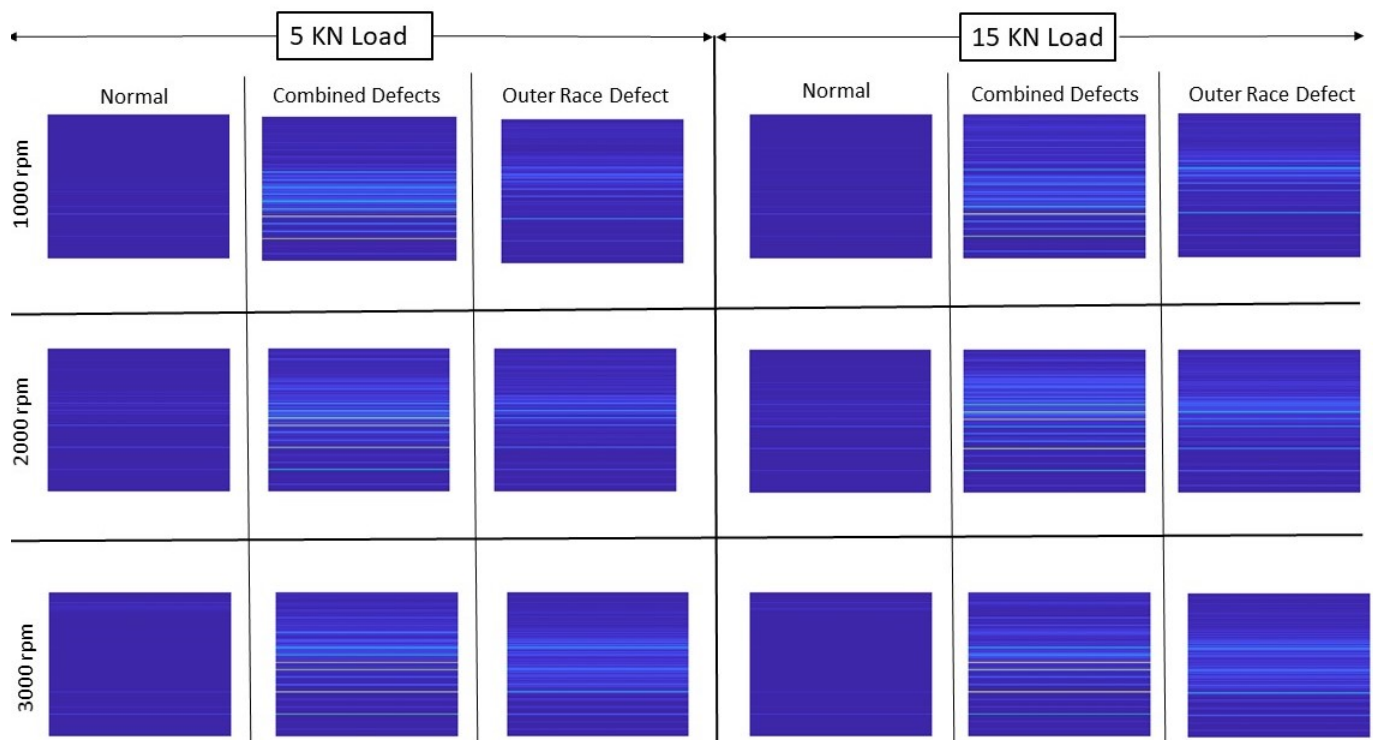 5 KN Load
15 KN Load
Normal
Combined Defects
Outer Race Defect
Normal
Combined Defects
Outer Race Defect
1000 rpm
2000 rpm
3000 rpm